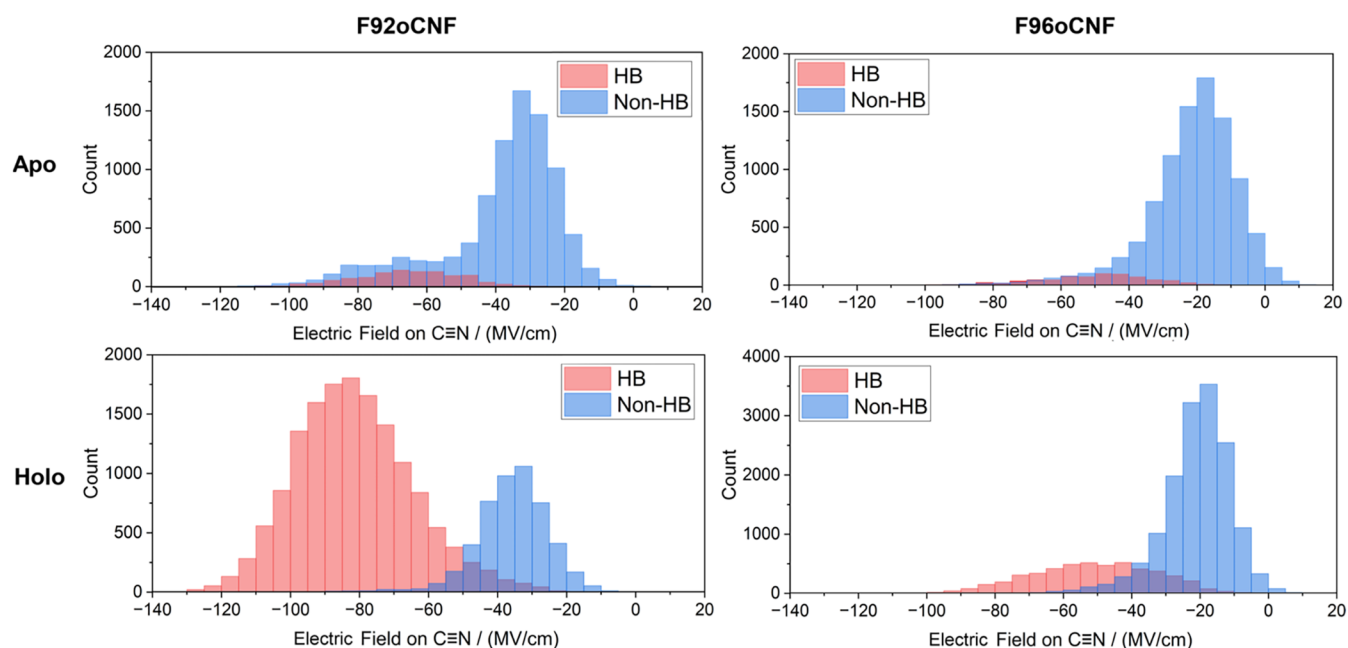 F92oCNF
F96oCNF
Apo
2000
1500
1000
500
0
Count
HB
Non-HB
−140 −120 −100 −80 −60 −40 −20 0 20
Electric Field on C≡N / (MV/cm)
2000
1500
1000
500
0
Count
HB
Non-HB
−140 −120 −100 −80 −60 −40 −20 0 20
Electric Field on C≡N / (MV/cm)
Holo
2000
1500
1000
500
0
Count
HB
Non-HB
−140 −120 −100 −80 −60 −40 −20 0 20
Electric Field on C≡N / (MV/cm)
4000
3000
2000
1000
0
Count
HB
Non-HB
−140 −120 −100 −80 −60 −40 −20 0 20
Electric Field on C≡N / (MV/cm)